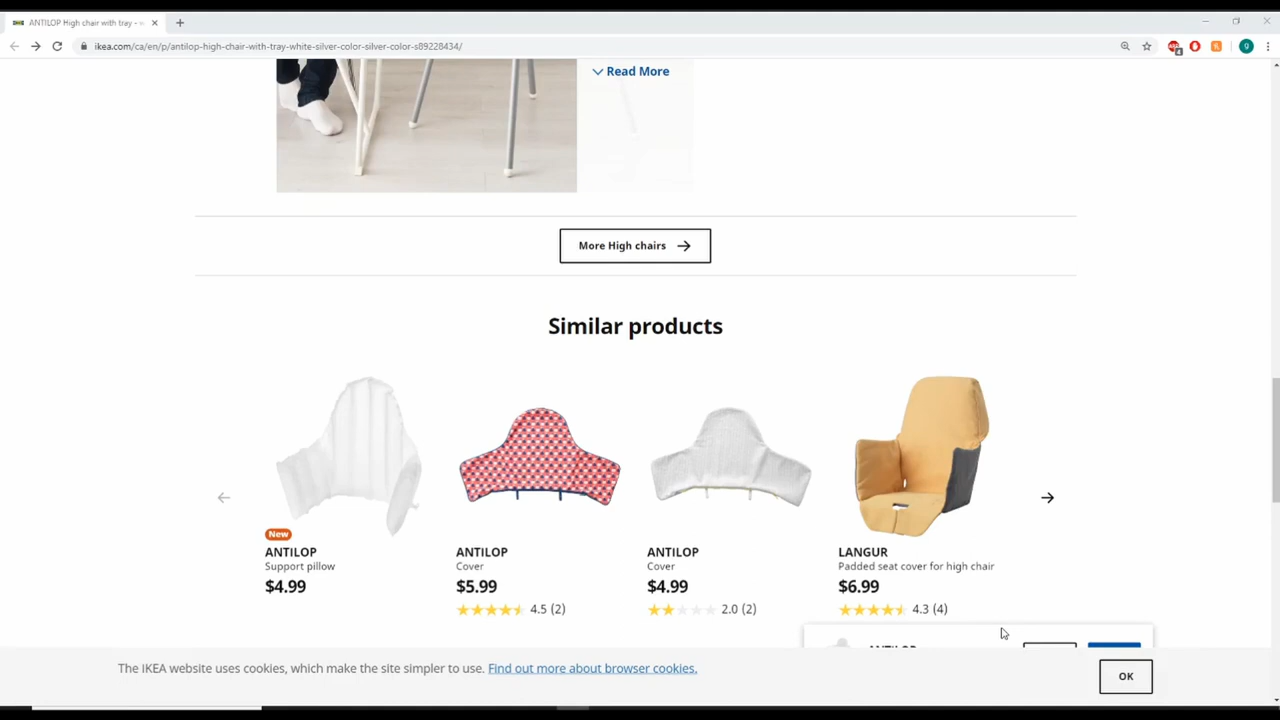 ANTILOP High chair with tray - w
ikea.com/ca/en/p/antilop-high-chair-with-tray-white-silver-color-silver-color-s89228434/
4
9
Read More
More High chairs
Similar products
New
ANTILOP
Support pillow
$4.99
ANTILOP
Cover
$5.99
4.5 (2)
ANTILOP
Cover
$4.99
2.0 (2)
LANGUR
Padded seat cover for high chair
$6.99
4.3 (4)
ANTILOP
The IKEA website uses cookies, which make the site simpler to use. Find out more about browser cookies.
OK